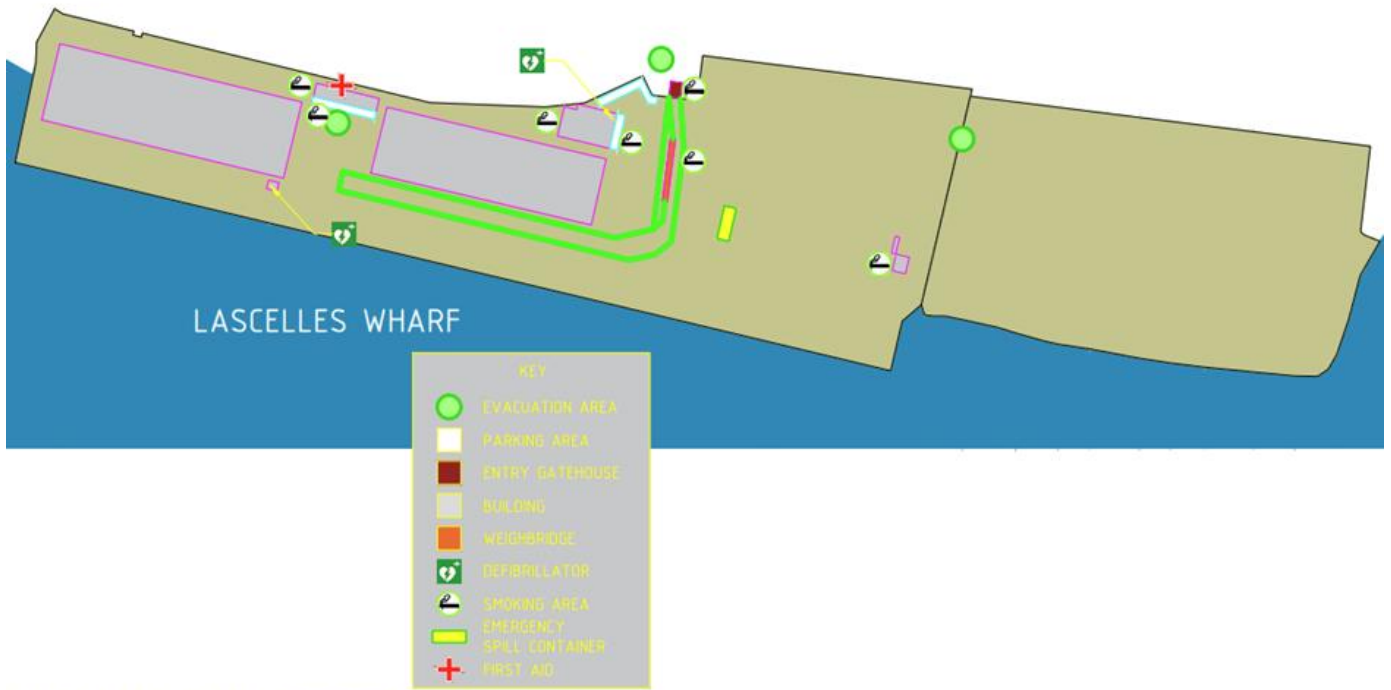 LASCELLES WHARF
KEY
EVACUATION AREA
PARKING AREA
ENTRY GATEHOUSE
BUILDING
WEIGHBRIDGE
DEFIBRILLATOR
SMOKING AREA
EMERGENCY
SPILL CONTAINER
FIRST AID